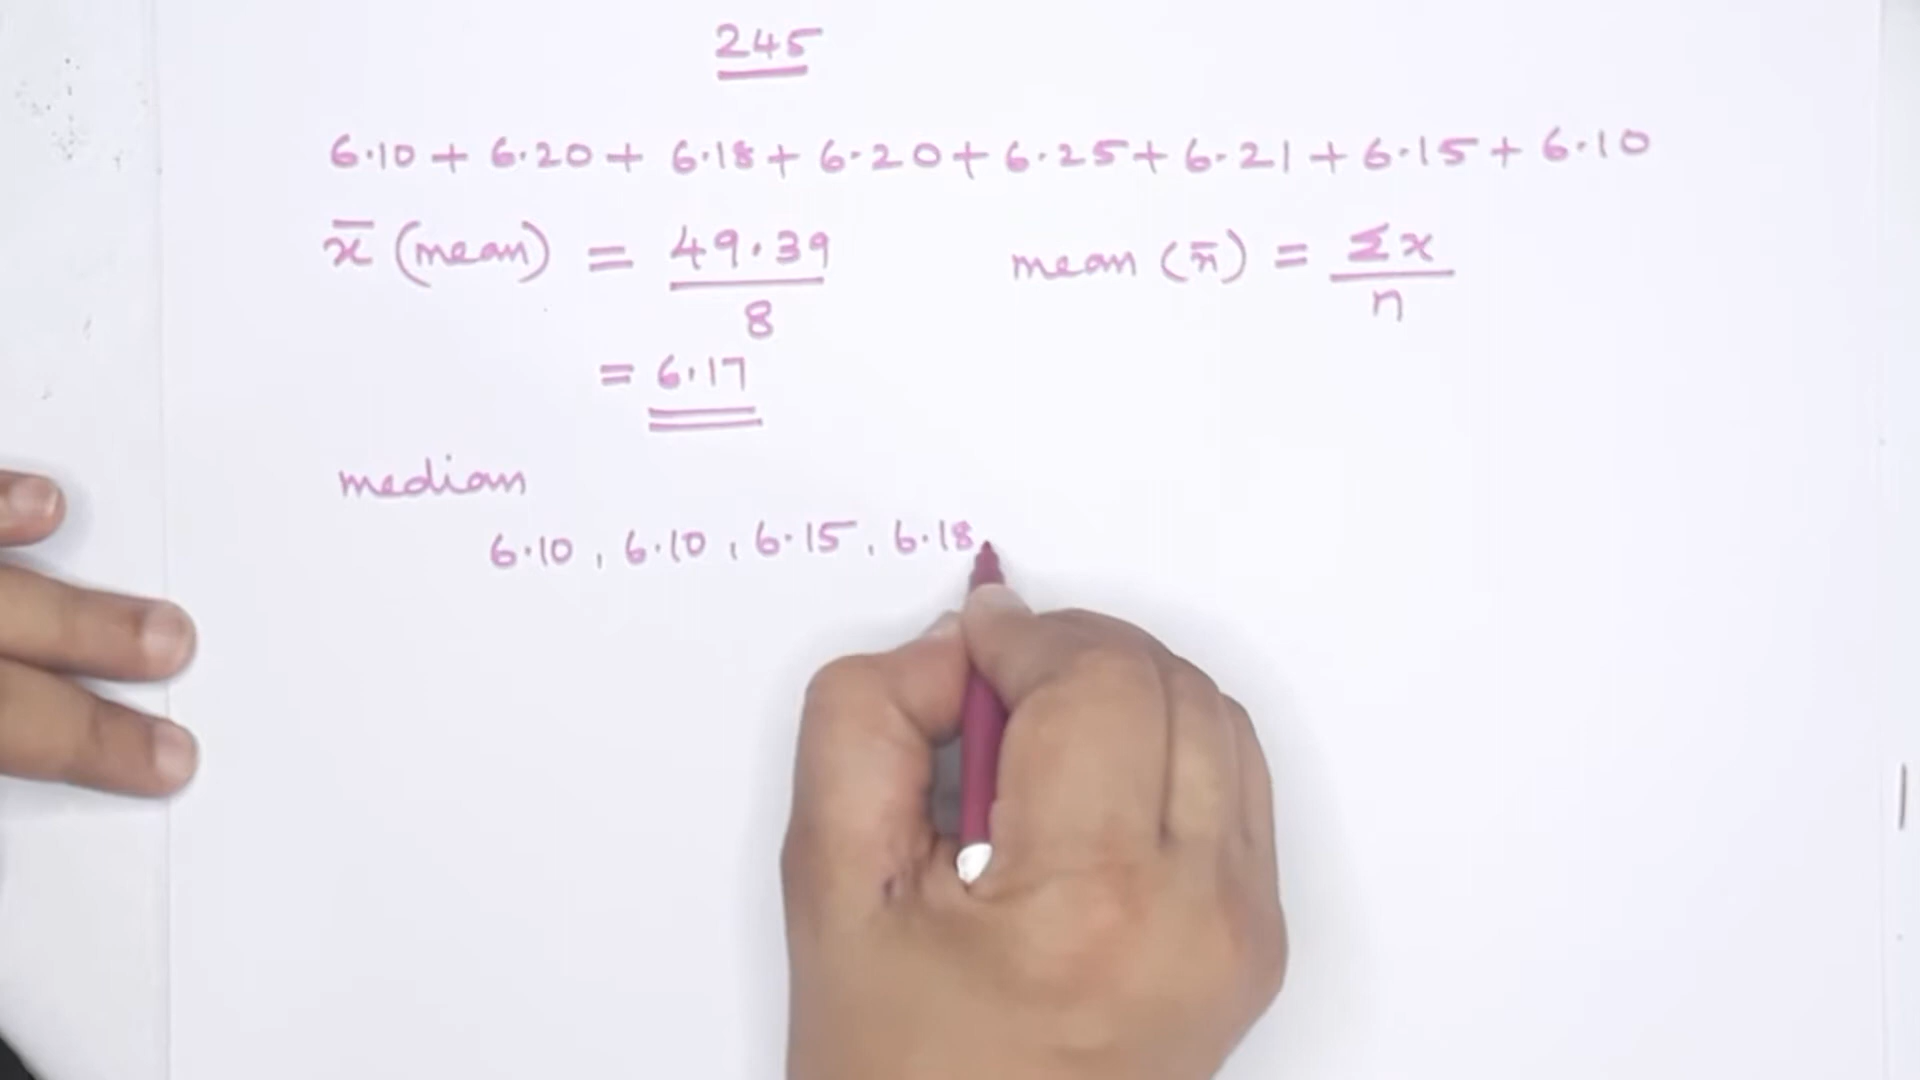 245
6.10 + 6.20 + 6.18 + 6.20 + 6.25 + 6.21 + 6.15 + 6.10
x̄ (mean) = 49.39 / 8
mean (x̄) = Σx / n
= 6.17
median
6.10, 6.10, 6.15, 6.18